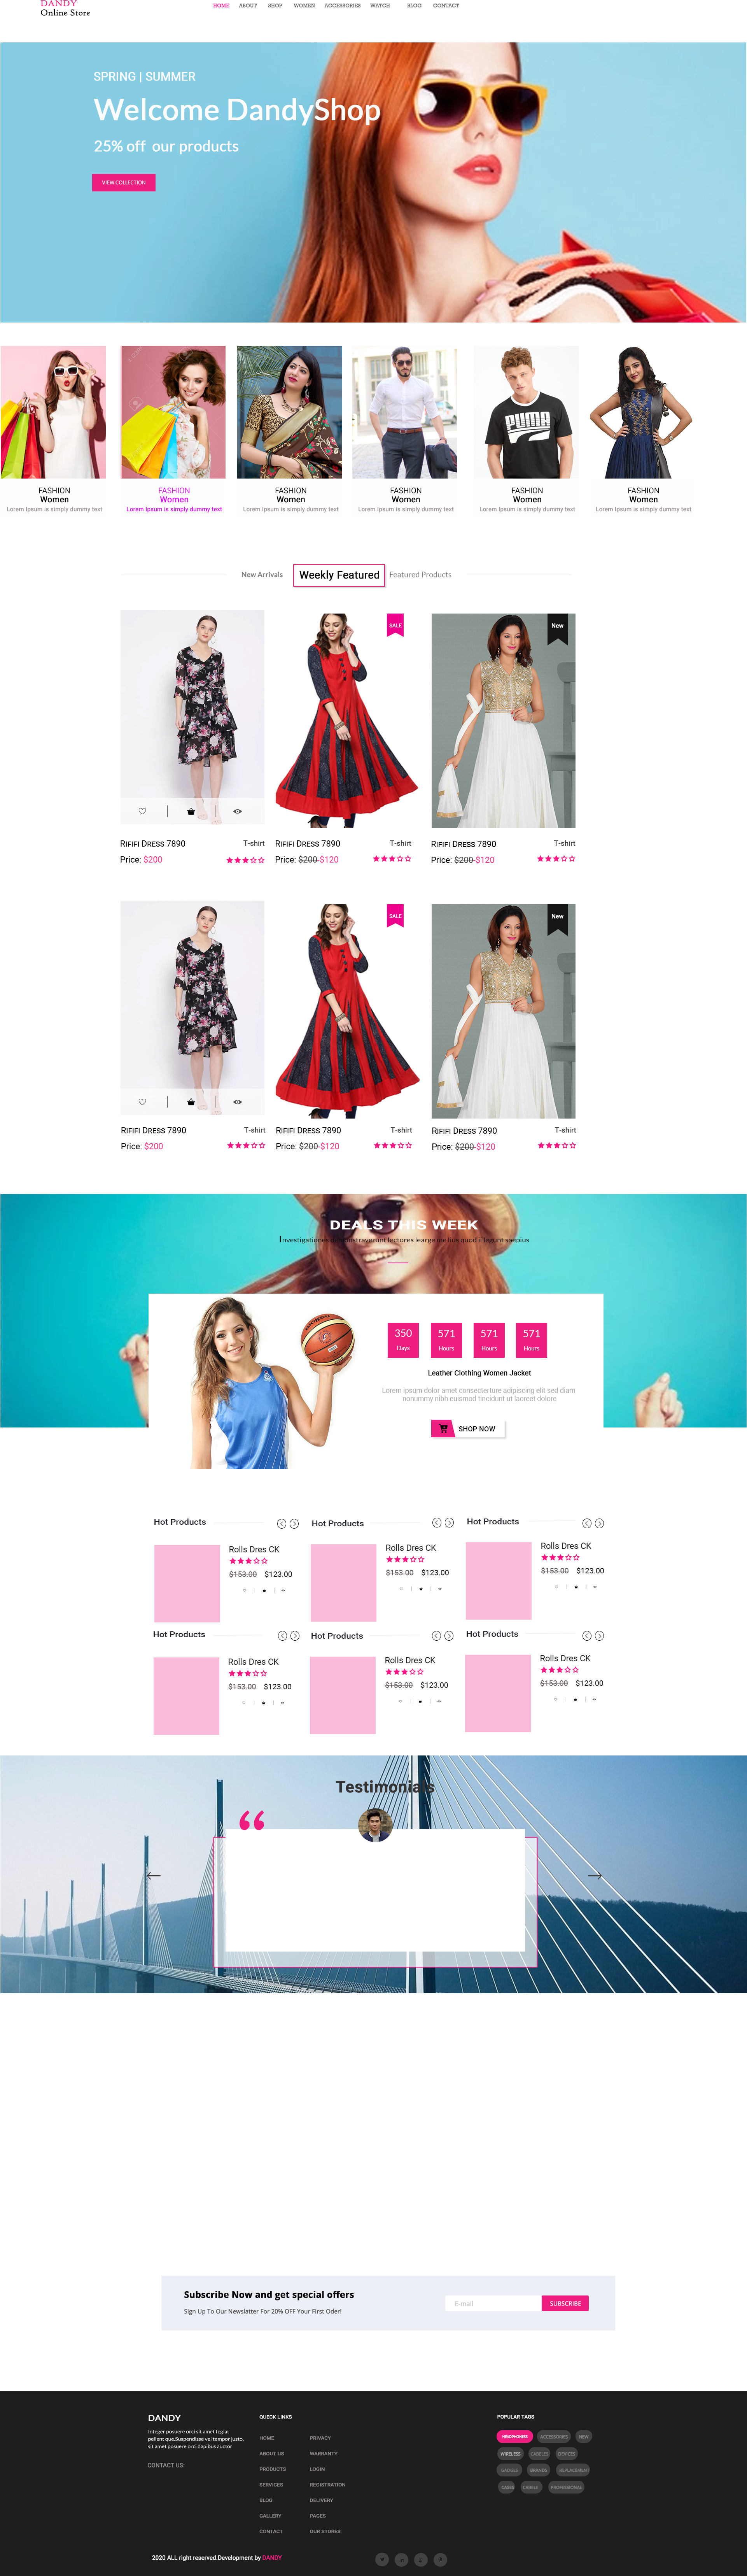 DANDY
Online Store
HOME ABOUT SHOP WOMEN ACCESSORIES WATCH BLOG CONTACT
SPRING | SUMMER
Welcome DandyShop
25% off our products
VIEW COLLECTION
PUMA
FASHION FASHION FASHION FASHION FASHION FASHION
Women Women Women Women Women Women
Lorem Ipsum is simply dummy text Lorem Ipsum is simply dummy text Lorem Ipsum is simply dummy text Lorem Ipsum is simply dummy text Lorem Ipsum is simply dummy text Lorem Ipsum is simply dummy text
New Arrivals Weekly Featured Featured Products
SALE New
Rififi Dress 7890 T-shirt Rififi Dress 7890 T-shirt Rififi Dress 7890 T-shirt
Price: $200 Price: $200 $120 Price: $200 $120
SALE New
Rififi Dress 7890 T-shirt Rififi Dress 7890 T-shirt Rififi Dress 7890 T-shirt
Price: $200 Price: $200 $120 Price: $200 $120
DEALS THIS WEEK
Investigationes lectores learge me lius quod ii legunt saepius
350 571 571 571
Days Hours Hours Hours
Leather Clothing Women Jacket
Lorem ipsum dolor amet consecterture adipiscing elit sed diam
nonummy nibh euismod tincidunt ut laoreet dolore
SHOP NOW
Hot Products Hot Products Hot Products
Rolls Dres CK Rolls Dres CK Rolls Dres CK
$153.00 $123.00 $153.00 $123.00 $153.00 $123.00
Hot Products Hot Products Hot Products
Rolls Dres CK Rolls Dres CK Rolls Dres CK
$153.00 $123.00 $153.00 $123.00 $153.00 $123.00
Testimonials
“
Subscribe Now and get special offers
Sign Up To Our Newslatter For 20% OFF Your First Oder!
E-mail SUBSCRIBE
DANDY
Integer posuere orci sit amet fegiat
pelient que.Suspendisse vel tempor justo,
sit amet posuere orci dapibus auctor
CONTACT US:
QUECK LINKS
HOME PRIVACY
ABOUT US WARRANTY
PRODUCTS LOGIN
SERVICES REGISTRATION
BLOG DELIVERY
GALLERY PAGES
CONTACT OUR STORES
POPULAR TAGS
HEADPHONESS ACCESSORIES NEW
WIRELESS CABELES DEVICES
GADGED BRANDS REPLACEMENT
CASES CABELE PROFESSIONAL
2020 ALL right reserved.Development by DANDY